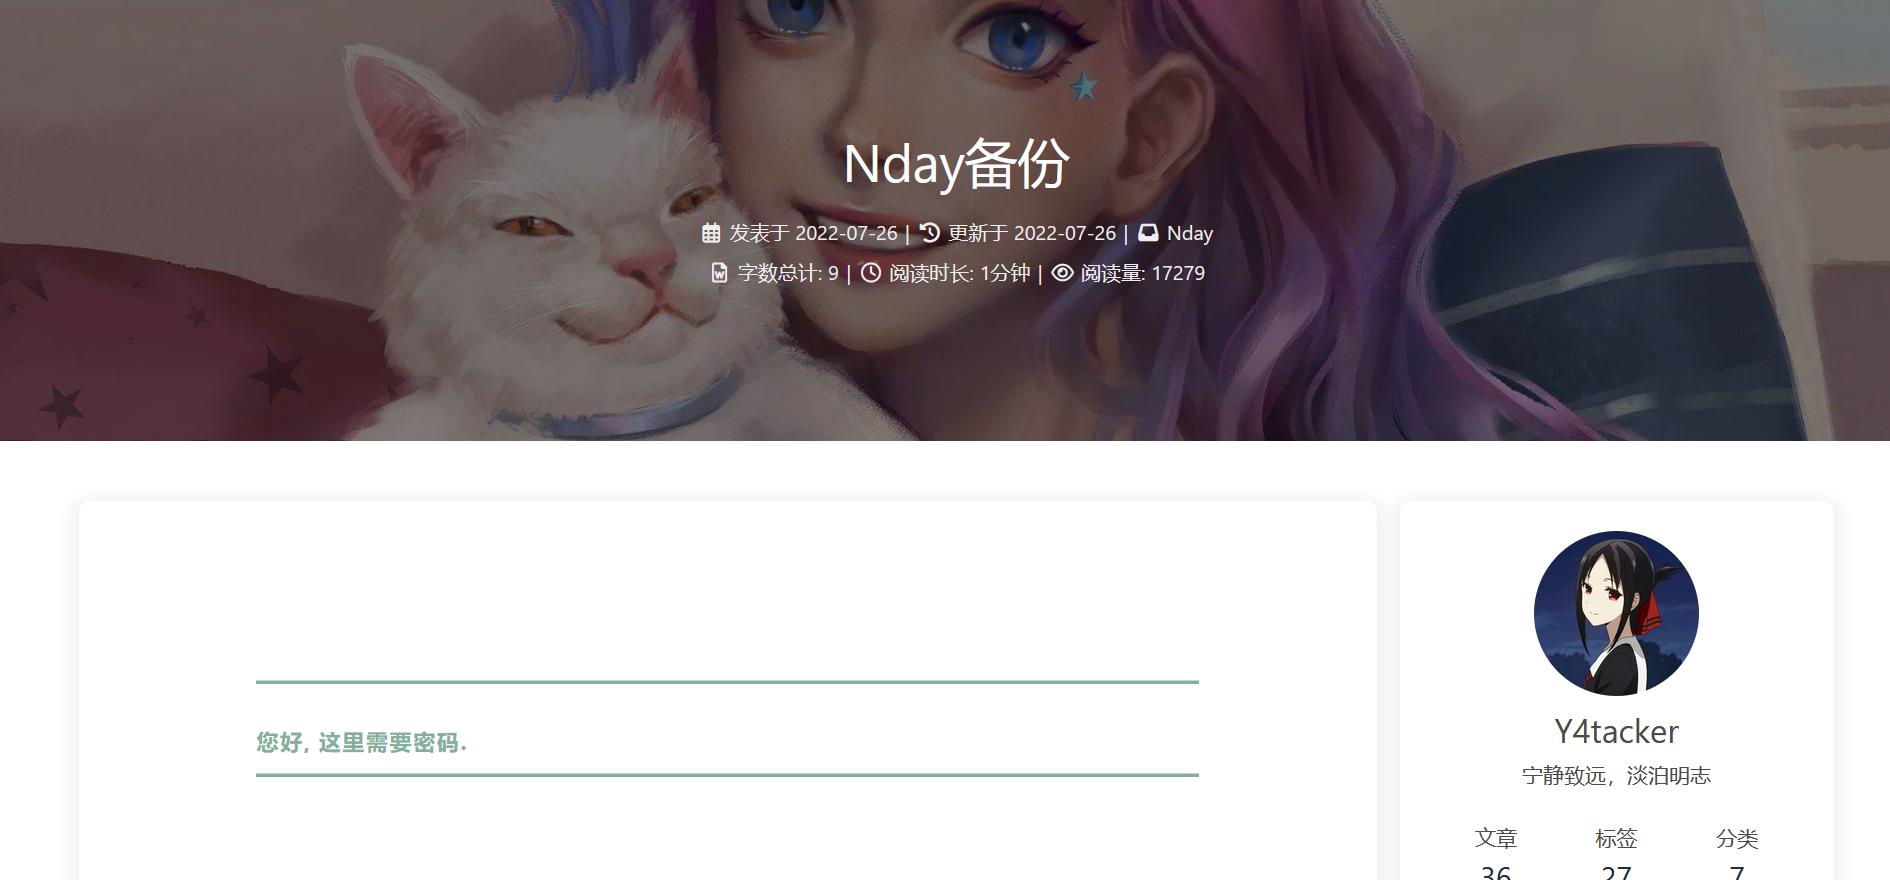 Nday备份
发表于 2022-07-26 | 更新于 2022-07-26 | Nday
字数总计: 9 | 阅读时长: 1分钟 | 阅读量: 17279
您好, 这里需要密码.
Y4tacker
宁静致远，淡泊明志
文章 标签 分类
36 27 7